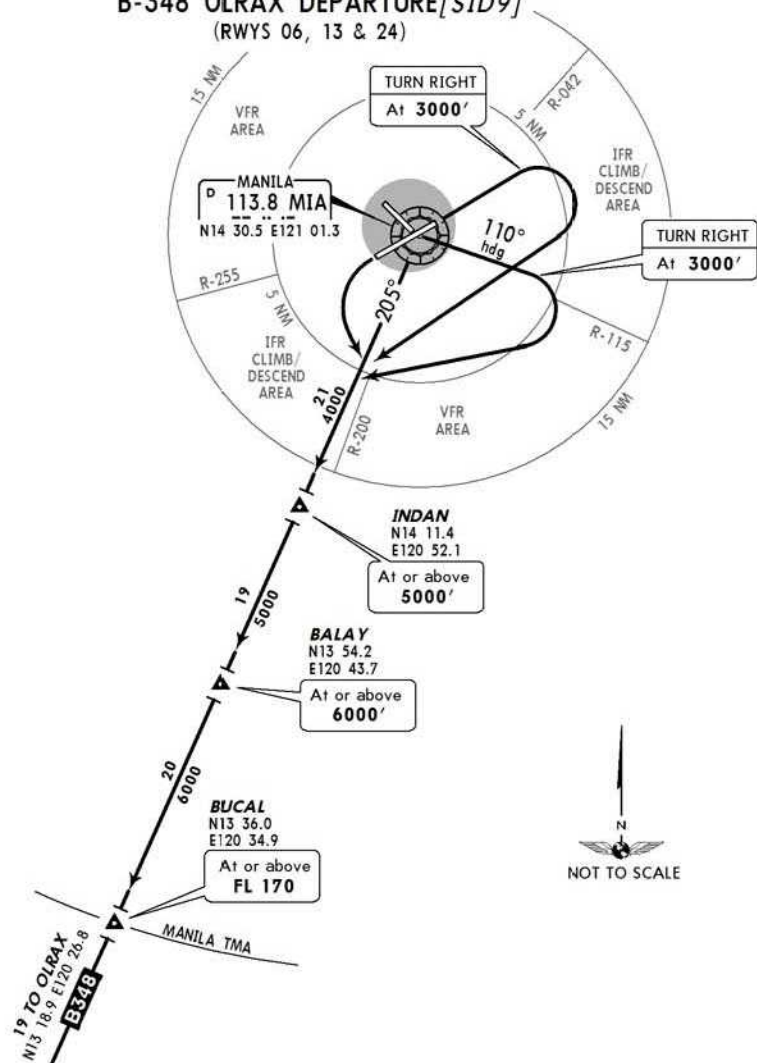 B-348 OLRAX DEPARTURE[SID9]
(RWYS 06, 13 & 24)
15 NM
VFR
AREA
TURN RIGHT
At 3000'
R-042
5 NM
IFR
CLIMB/
DESCEND
AREA
MANILA
D 113.8 MIA
N14 30.5 E121 01.3
110°
hdg
TURN RIGHT
At 3000'
R-255
5 NM
205°
R-115
IFR
CLIMB/
DESCEND
AREA
21
4000
R-200
VFR
AREA
15 NM
INDAN
N14 11.4
E120 52.1
At or above
5000'
19
5000
BALAY
N13 54.2
E120 43.7
At or above
6000'
20
6000
BUCAL
N13 36.0
E120 34.9
At or above
FL 170
N
NOT TO SCALE
MANILA TMA
19 TO OLRAX
N13 18.9 E120 26.8
B348